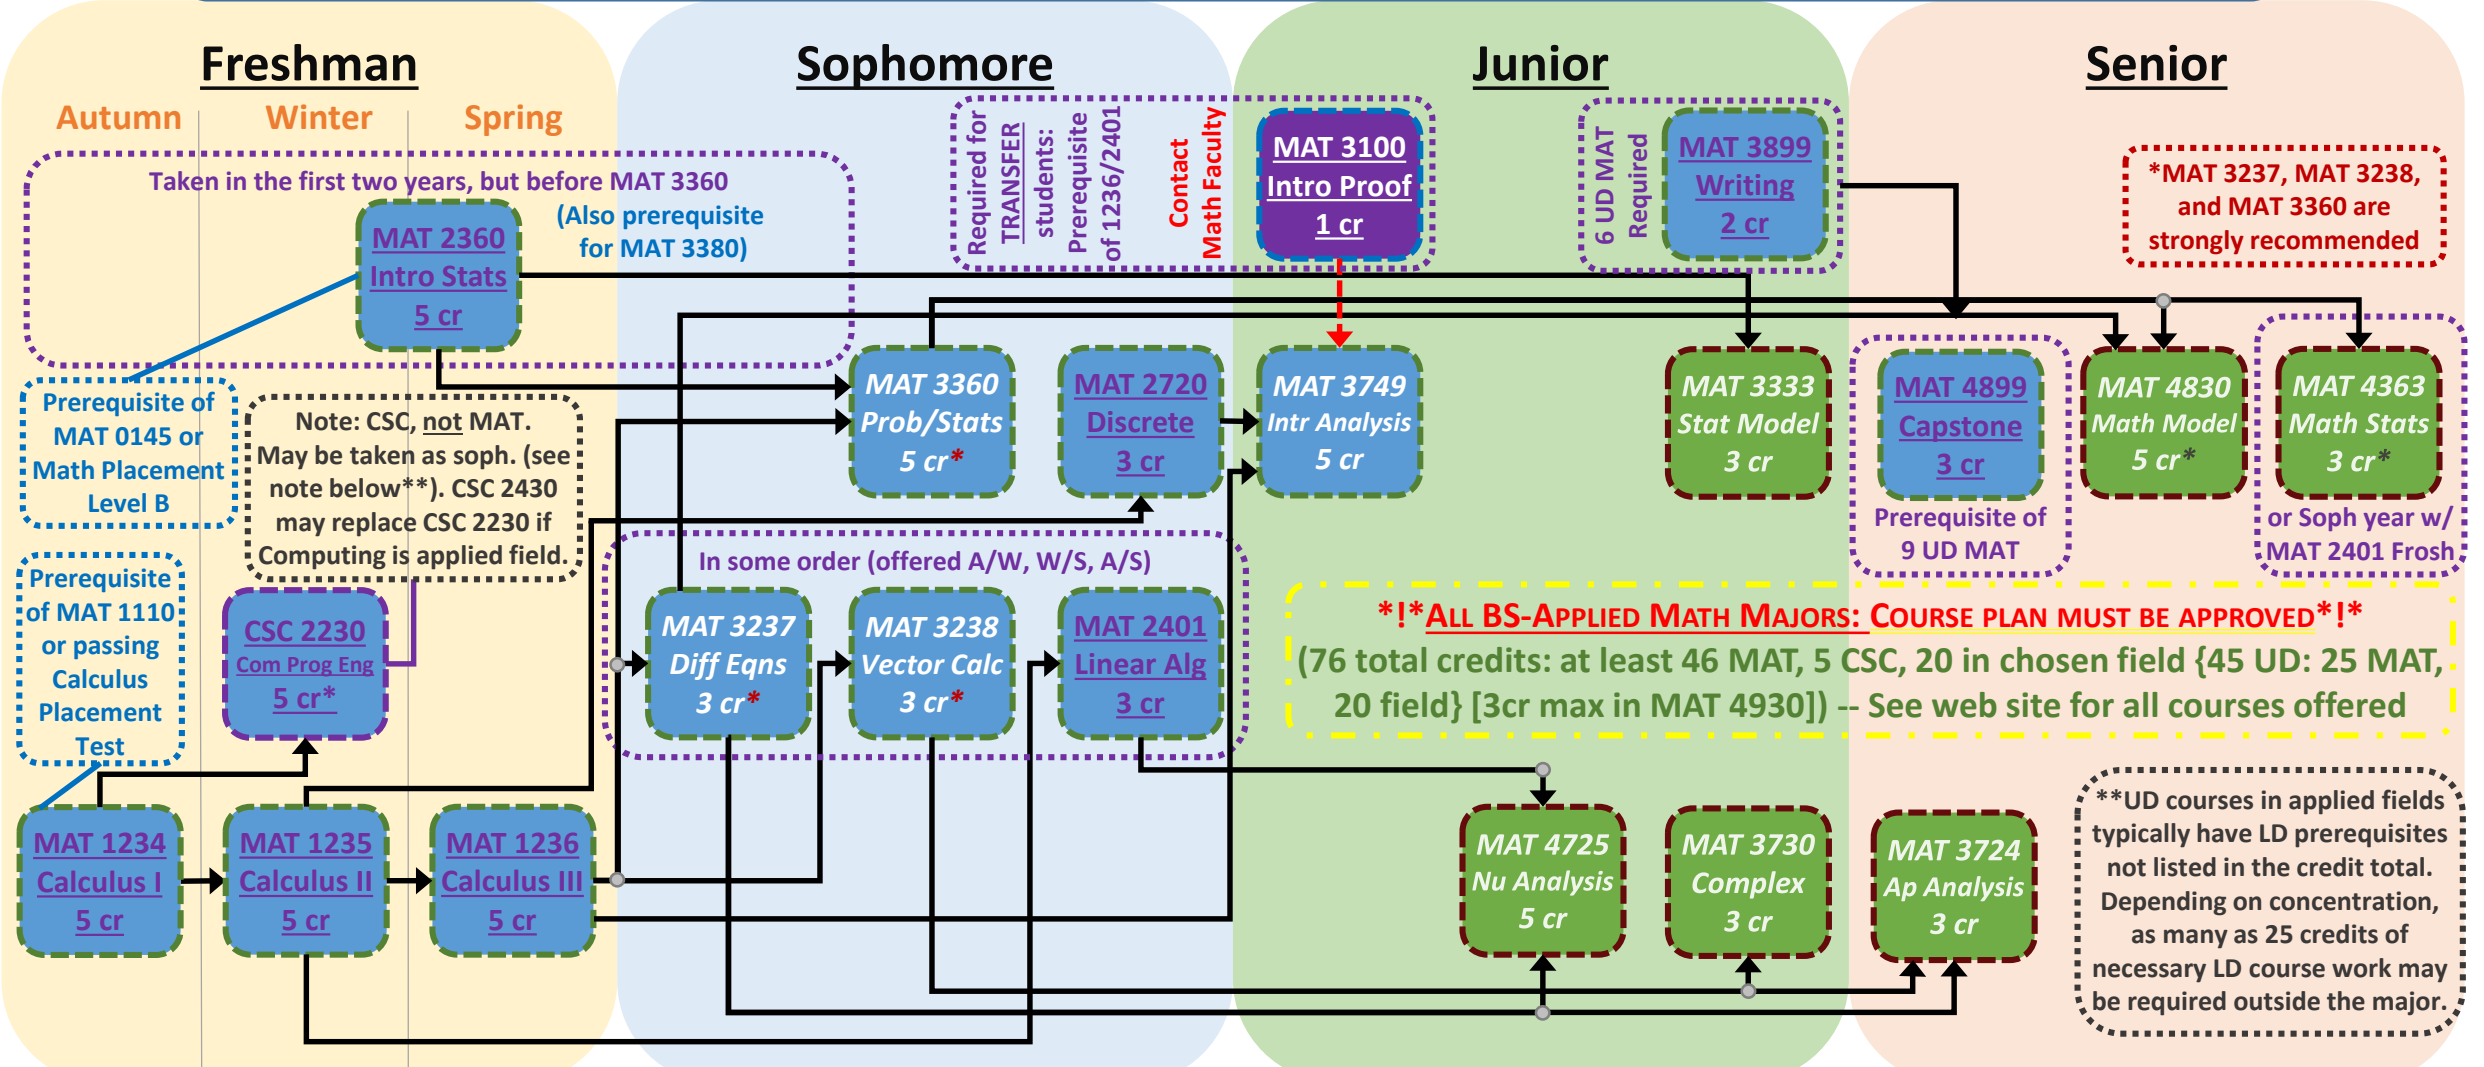 Freshman
Sophomore
Junior
Senior
Autumn
Winter
Spring
Taken in the first two years, but before MAT 3360
(Also prerequisite
for MAT 3380)
MAT 2360
Intro Stats
5 cr
Required for
TRANSFER
students:
Prerequisite
of 1236/2401
Contact
Math Faculty
MAT 3100
Intro Proof
1 cr
6 UD MAT
Required
MAT 3899
Writing
2 cr
*MAT 3237, MAT 3238,
and MAT 3360 are
strongly recommended
Prerequisite of
MAT 0145 or
Math Placement
Level B
Note: CSC, not MAT.
May be taken as soph. (see
note below**). CSC 2430
may replace CSC 2230 if
Computing is applied field.
MAT 3360
Prob/Stats
5 cr*
MAT 2720
Discrete
3 cr
MAT 3749
Intr Analysis
5 cr
MAT 3333
Stat Model
3 cr
MAT 4899
Capstone
3 cr
Prerequisite of
9 UD MAT
MAT 4830
Math Model
5 cr*
MAT 4363
Math Stats
3 cr*
or Soph year w/
MAT 2401 Frosh
Prerequisite
of MAT 1110
or passing
Calculus
Placement
Test
CSC 2230
Com Prog Eng
5 cr*
In some order (offered A/W, W/S, A/S)
MAT 3237
Diff Eqns
3 cr*
MAT 3238
Vector Calc
3 cr*
MAT 2401
Linear Alg
3 cr
*!*ALL BS-APPLIED MATH MAJORS: COURSE PLAN MUST BE APPROVED*!*
(76 total credits: at least 46 MAT, 5 CSC, 20 in chosen field {45 UD: 25 MAT,
20 field} [3cr max in MAT 4930]) -- See web site for all courses offered
MAT 1234
Calculus I
5 cr
MAT 1235
Calculus II
5 cr
MAT 1236
Calculus III
5 cr
MAT 4725
Nu Analysis
5 cr
MAT 3730
Complex
3 cr
MAT 3724
Ap Analysis
3 cr
**UD courses in applied fields
typically have LD prerequisites
not listed in the credit total.
Depending on concentration,
as many as 25 credits of
necessary LD course work may
be required outside the major.